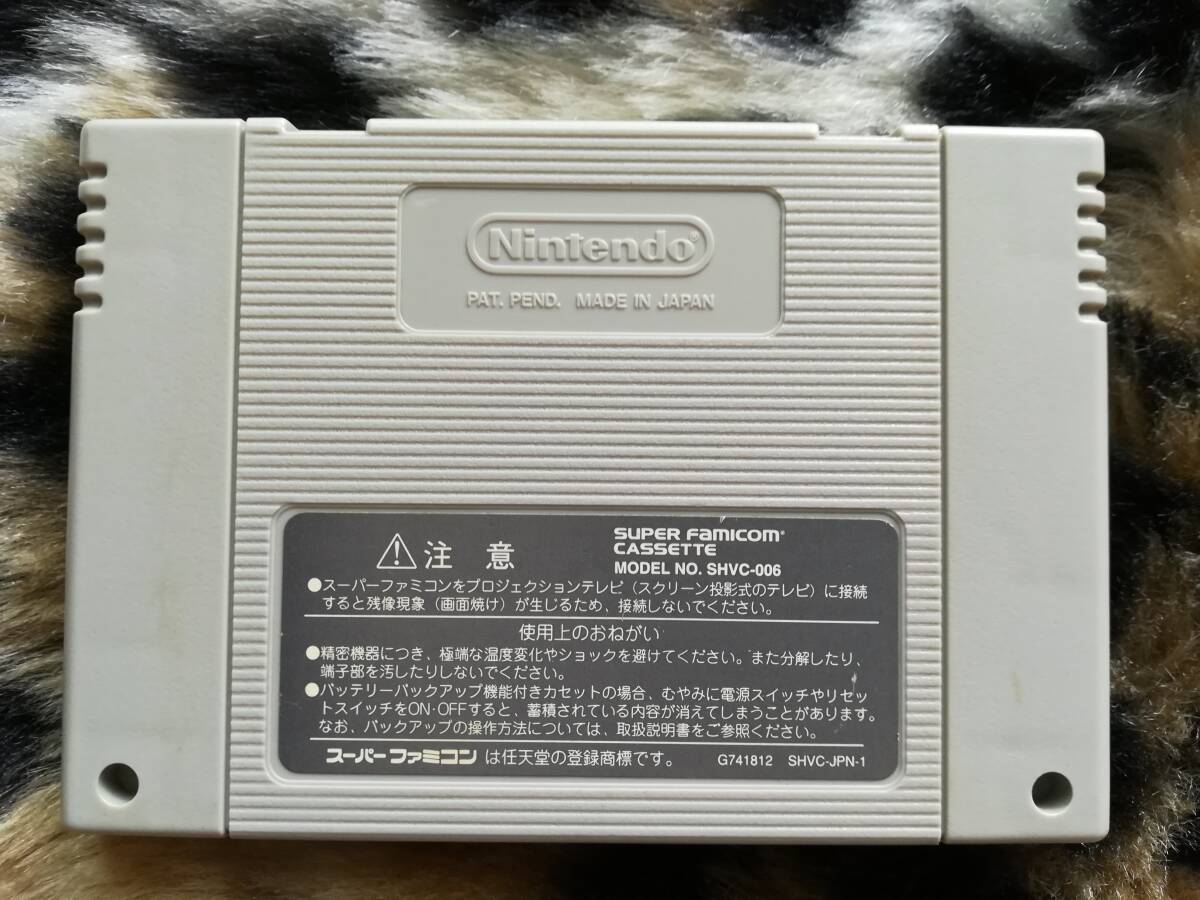 Nintendo®
PAT. PEND. MADE IN JAPAN
注 意
SUPER FAMICOM®
CASSETTE
MODEL NO. SHVC-006
●スーパーファミコンをプロジェクションテレビ（スクリーン投影式のテレビ）に接続
すると残像現象（画面焼け）が生じるため、接続しないでください。
使用上のおねがい
●精密機器につき、極端な温度変化やショックを避けてください。また分解したり、
端子部を汚したりしないでください。
●バッテリーバックアップ機能付きカセットの場合、むやみに電源スイッチやリセッ
トスイッチをON·OFFすると、蓄積されている内容が消えてしまうことがあります。
なお、バックアップの操作方法については、取扱説明書をご参照ください。
スーパーファミコン は任天堂の登録商標です。
G741812 SHVC-JPN-1